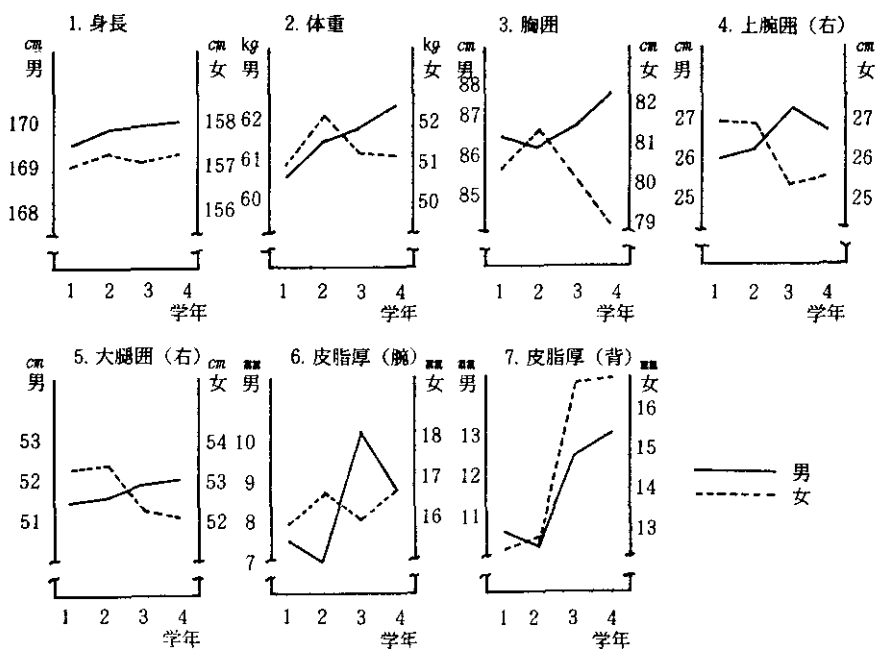 1. 身長
cm 男
cm 女
170
169
168
158
157
156
1 2 3 4
学年
2. 体重
kg 男
kg 女
62
61
60
52
51
50
1 2 3 4
学年
3. 胸囲
cm 男
cm 女
88
87
86
85
82
81
80
79
1 2 3 4
学年
4. 上腕囲（右）
cm 男
cm 女
27
26
25
27
26
25
1 2 3 4
学年
5. 大腿囲（右）
cm 男
cm 女
53
52
51
54
53
52
1 2 3 4
学年
6. 皮脂厚（腕）
mm 男
mm 女
10
9
8
7
18
17
16
1 2 3 4
学年
7. 皮脂厚（背）
mm 男
mm 女
13
12
11
16
15
14
13
1 2 3 4
学年
男
女